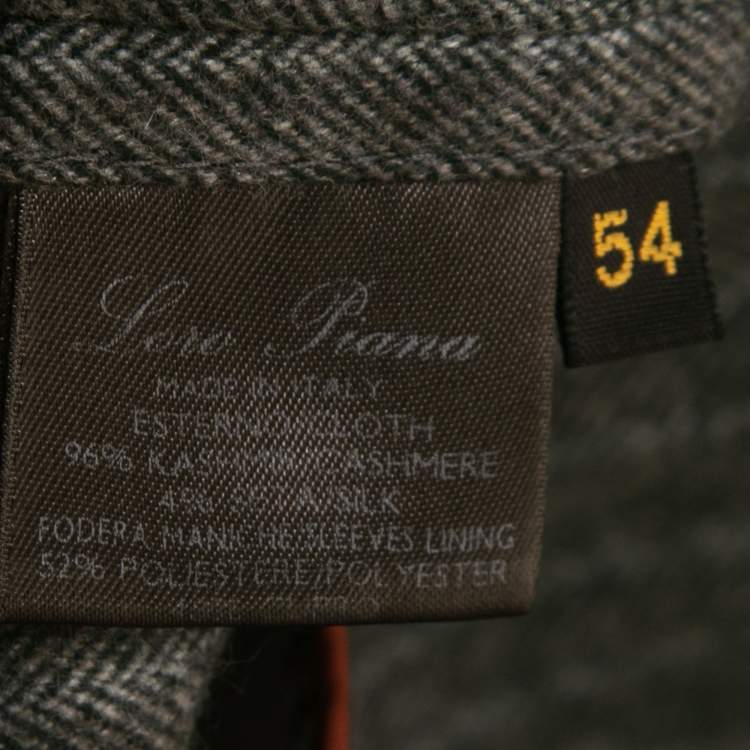 Loro Piana
54
MADE IN ITALY
ESTERNO/CLOTH
96% KASHMIR/CASHMERE
4% SETA/SILK
FODERA MANICHE/SLEEVES LINING
52% POLIESTERE/POLYESTER